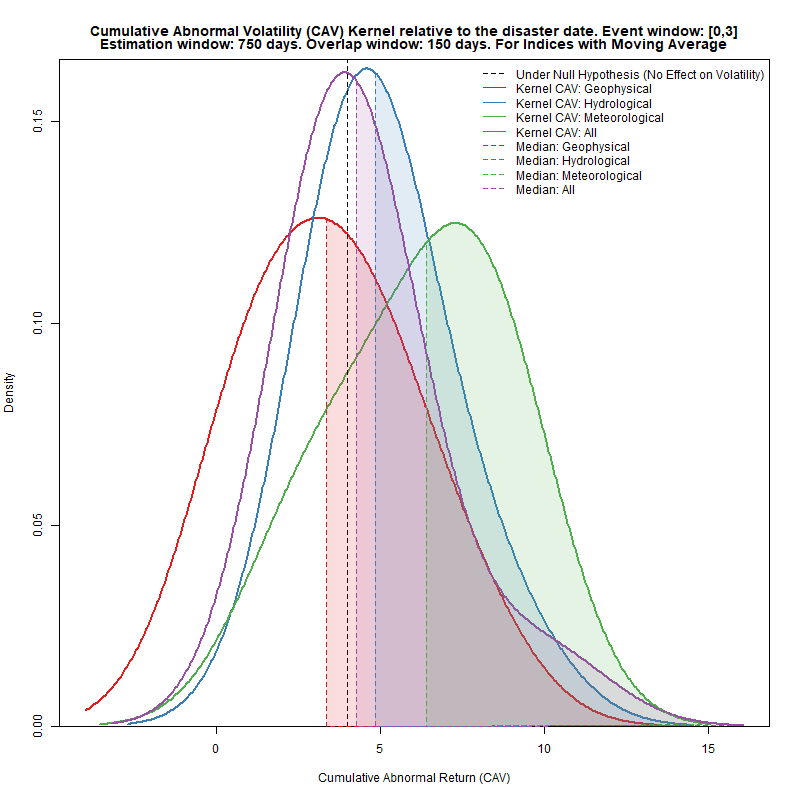 Cumulative Abnormal Volatility (CAV) Kernel relative to the disaster date. Event window: [0,3]
Estimation window: 750 days. Overlap window: 150 days. For Indices with Moving Average
Under Null Hypothesis (No Effect on Volatility)
Kernel CAV: Geophysical
Kernel CAV: Hydrological
Kernel CAV: Meteorological
Kernel CAV: All
Median: Geophysical
Median: Hydrological
Median: Meteorological
Median: All
0.15
0.10
0.05
0.00
Density
0 5 10 15
Cumulative Abnormal Return (CAV)